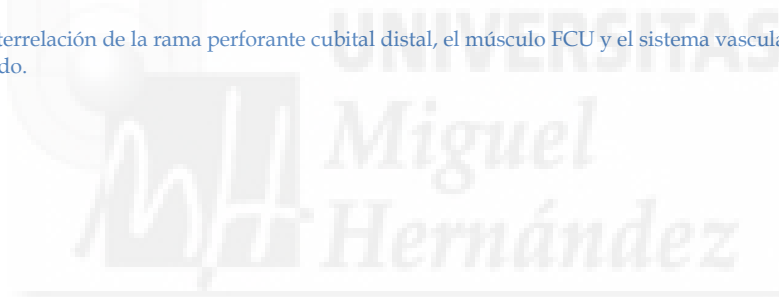 terrelación de la rama perforante cubital distal, el músculo FCU y el sistema vascula
do.
UNIVERSITAS
Miguel
Hernández